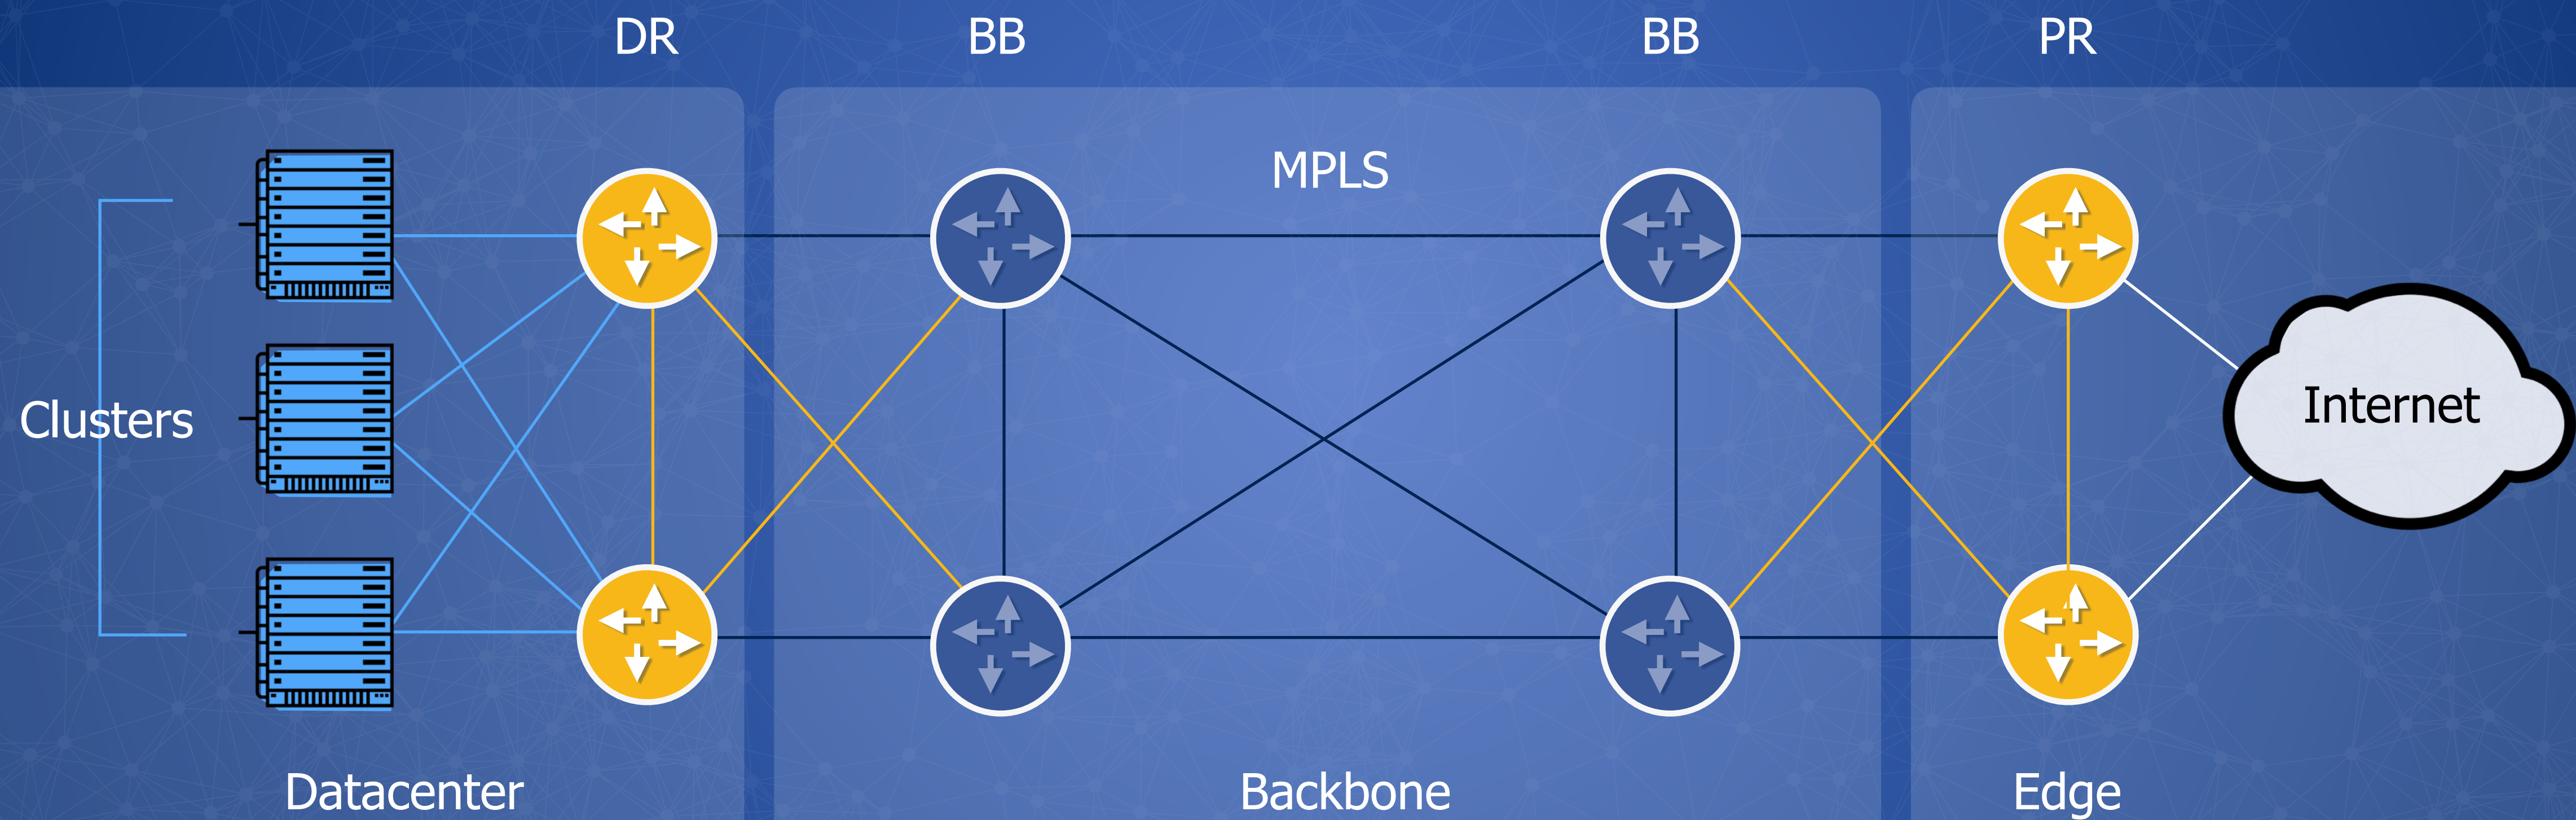 DR
BB
BB
PR
MPLS
Clusters
Internet
Datacenter
Backbone
Edge